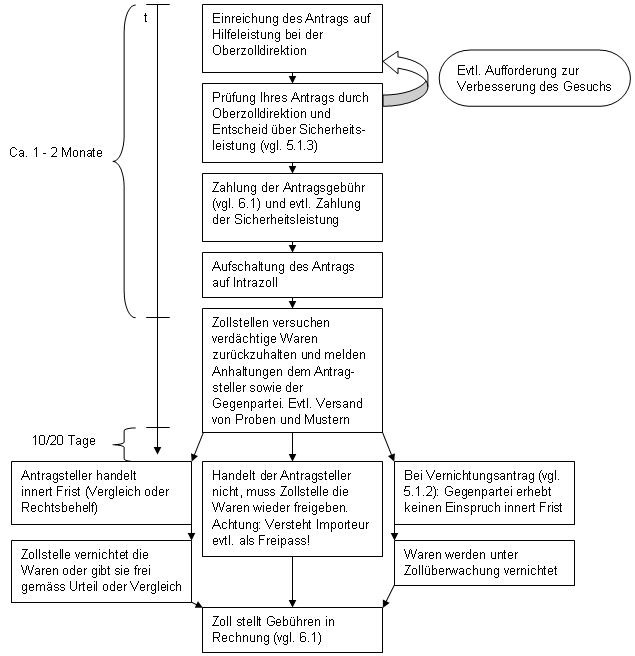 t
Einreichung des Antrags auf
Hilfeleistung bei der
Oberzolldirektion
Evtl. Aufforderung zur
Verbesserung des Gesuchs
Prüfung Ihres Antrags durch
Oberzolldirektion und
Entscheid über Sicherheits-
leistung (vgl. 5.1.3)
Ca. 1 - 2 Monate
Zahlung der Antragsgebühr
(vgl. 6.1) und evtl. Zahlung
der Sicherheitsleistung
Aufschaltung des Antrags
auf Intrazoll
Zollstellen versuchen
verdächtige Waren
zurückzuhalten und melden
Anhaltungen dem Antrag-
steller sowie der
Gegenpartei. Evtl. Versand
von Proben und Mustern
10/20 Tage
Antragsteller handelt
innert Frist (Vergleich oder
Rechtsbehelf)
Handelt der Antragsteller
nicht, muss Zollstelle die
Waren wieder freigeben.
Achtung: Versteht Importeur
evtl. als Freipass!
Bei Vernichtungsantrag (vgl.
5.1.2): Gegenpartei erhebt
keinen Einspruch innert Frist
Zollstelle vernichtet die
Waren oder gibt sie frei
gemäss Urteil oder Vergleich
Waren werden unter
Zollüberwachung vernichtet
Zoll stellt Gebühren in
Rechnung (vgl. 6.1)